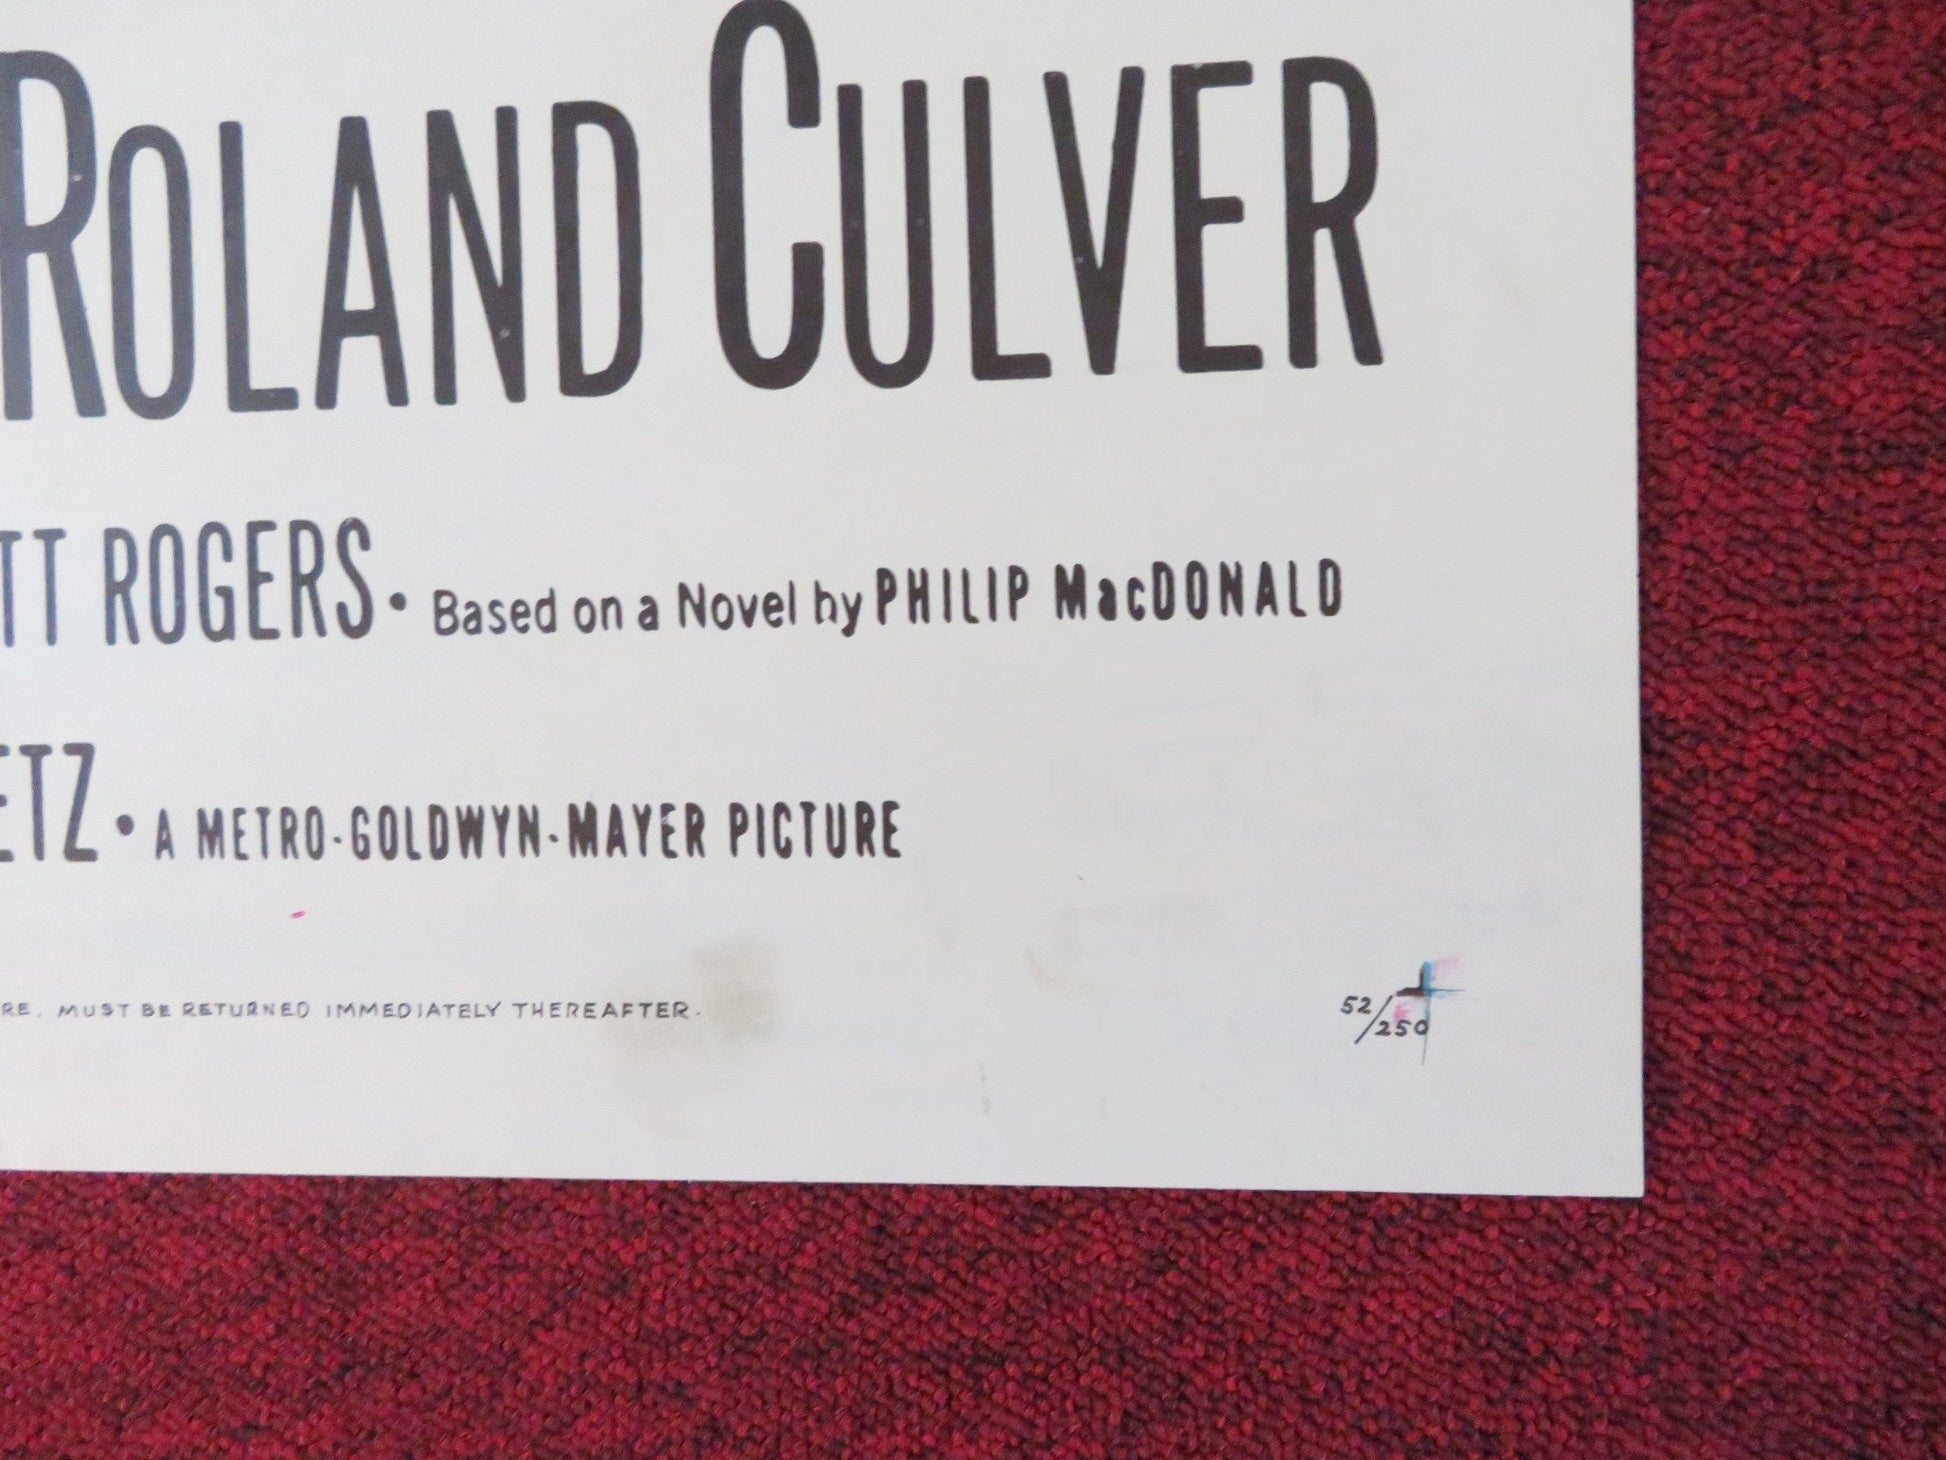 ROLAND CULVER
TT ROGERS • Based on a Novel by PHILIP MacDONALD
ETZ • A METRO-GOLDWYN-MAYER PICTURE
RE, MUST BE RETURNED IMMEDIATELY THEREAFTER.
52/250